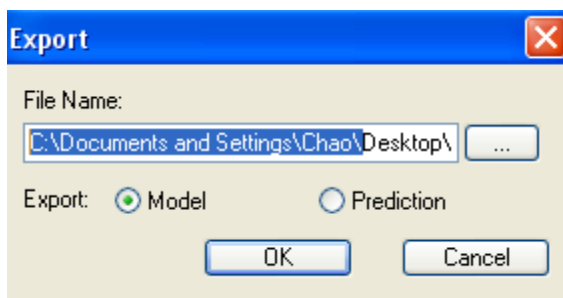 Export
File Name:
C:\Documents and Settings\Chao\Desktop\ ...
Export: Model Prediction
OK Cancel